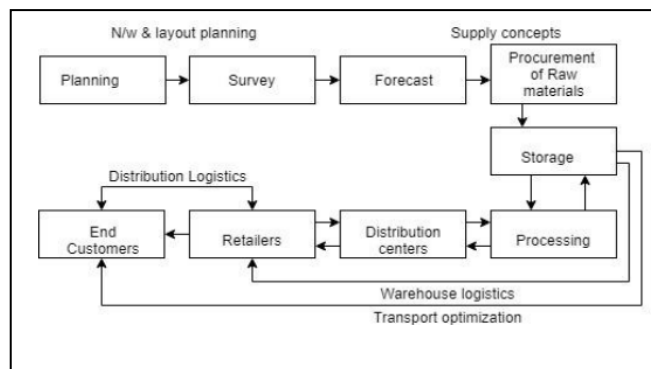 N/w & layout planning
Supply concepts
Planning
Survey
Forecast
Procurement
of Raw
materials
Storage
Distribution Logistics
End
Customers
Retailers
Distribution
centers
Processing
Warehouse logistics
Transport optimization